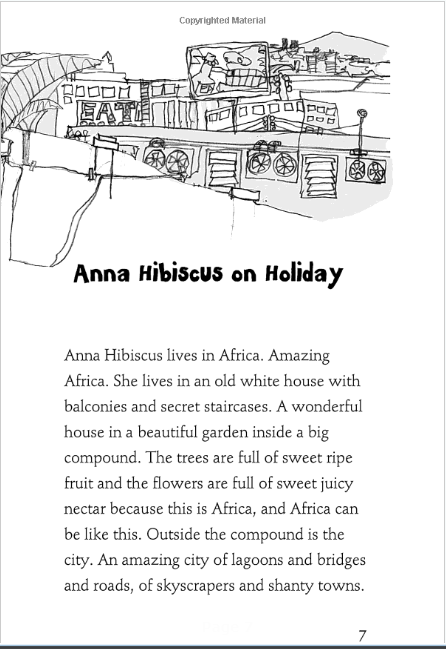 Copyrighted Material
EAT
Anna Hibiscus on Holiday
Anna Hibiscus lives in Africa. Amazing
Africa. She lives in an old white house with
balconies and secret staircases. A wonderful
house in a beautiful garden inside a big
compound. The trees are full of sweet ripe
fruit and the flowers are full of sweet juicy
nectar because this is Africa, and Africa can
be like this. Outside the compound is the
city. An amazing city of lagoons and bridges
and roads, of skyscrapers and shanty towns.
7